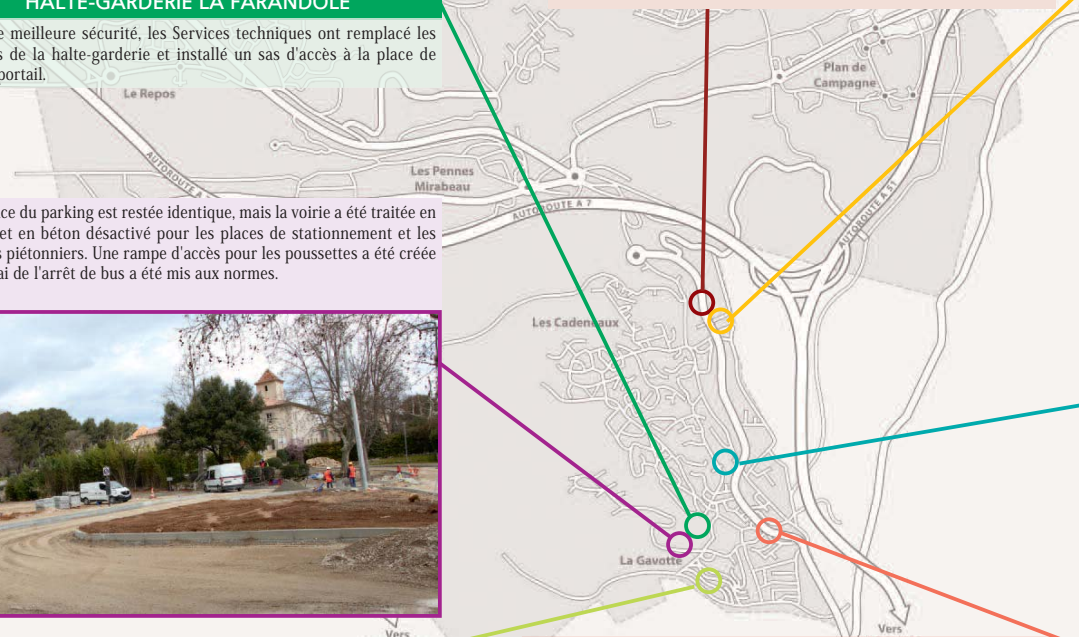 HALTE-GARDERIE LA FARANDOLE
meilleure sécurité, les Services techniques ont remplacé les
de la halte-garderie et installé un sas d'accès à la place de
portail.
Le Repos
Plan de
Campagne
Les Pennes
Mirabeau
AUTOROUTE A
AUTOROUTE A 7
AUTOROUTE A 51
du parking est restée identique, mais la voirie a été traitée en
et en béton désactivé pour les places de stationnement et les
piétonniers. Une rampe d'accès pour les poussettes a été créée
de l'arrêt de bus a été mis aux normes.
Les Cadeneaux
La Gavotte
Vers
Vers